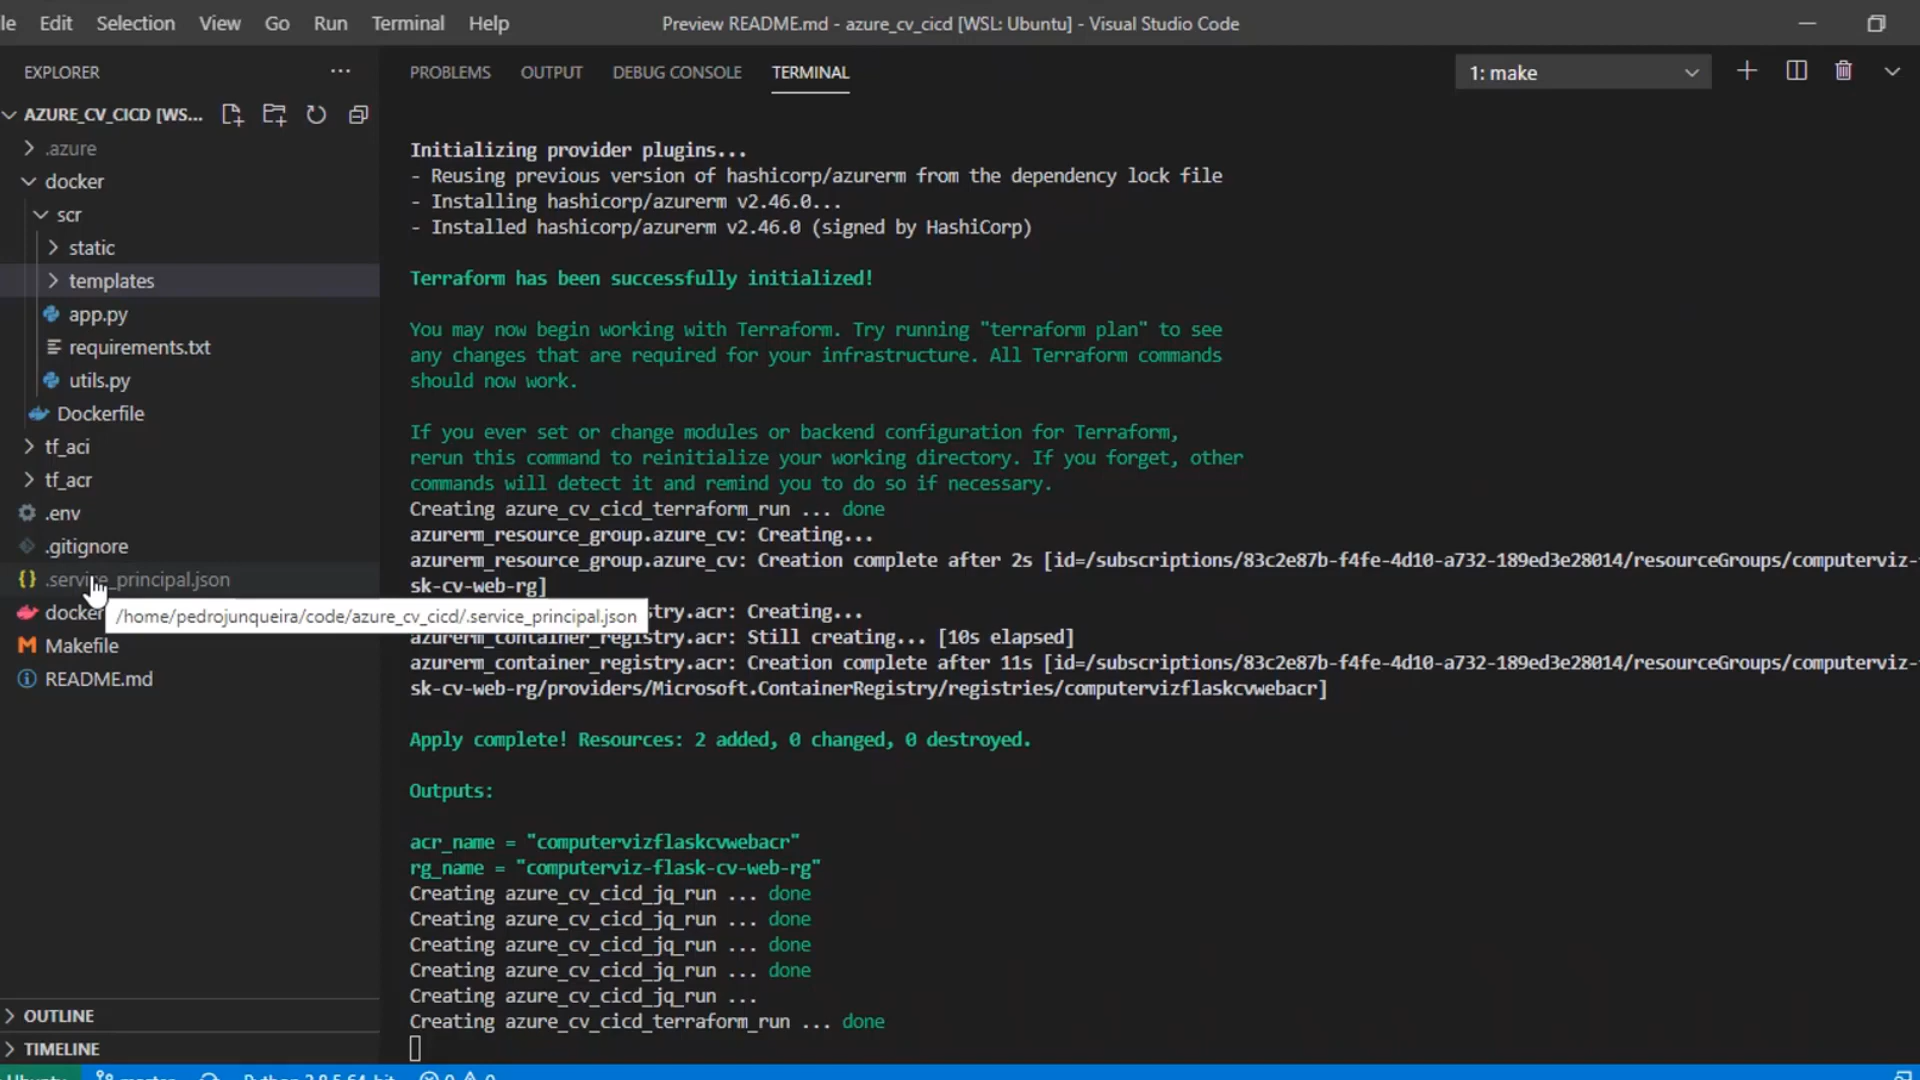 le Edit Selection View Go Run Terminal Help Preview README.md - azure_cv_cicd [WSL: Ubuntu] - Visual Studio Code
EXPLORER ···
AZURE_CV_CICD [WS...
.azure
docker
scr
static
templates
app.py
requirements.txt
utils.py
Dockerfile
tf_aci
tf_acr
.env
.gitignore
.service_principal.json
docker
/home/pedrojunqueira/code/azure_cv_cicd/.service_principal.json
Makefile
README.md
OUTLINE
TIMELINE
PROBLEMS OUTPUT DEBUG CONSOLE TERMINAL 1: make
Initializing provider plugins...
- Reusing previous version of hashicorp/azurerm from the dependency lock file
- Installing hashicorp/azurerm v2.46.0...
- Installed hashicorp/azurerm v2.46.0 (signed by HashiCorp)
Terraform has been successfully initialized!
You may now begin working with Terraform. Try running "terraform plan" to see
any changes that are required for your infrastructure. All Terraform commands
should now work.
If you ever set or change modules or backend configuration for Terraform,
rerun this command to reinitialize your working directory. If you forget, other
commands will detect it and remind you to do so if necessary.
Creating azure_cv_cicd_terraform_run ... done
azurerm_resource_group.azure_cv: Creating...
azurerm_resource_group.azure_cv: Creation complete after 2s [id=/subscriptions/83c2e87b-f4fe-4d10-a732-189ed3e28014/resourceGroups/computerviz-
sk-cv-web-rg]
stry.acr: Creating...
azurerm_container_registry.acr: Still creating... [10s elapsed]
azurerm_container_registry.acr: Creation complete after 11s [id=/subscriptions/83c2e87b-f4fe-4d10-a732-189ed3e28014/resourceGroups/computerviz-
sk-cv-web-rg/providers/Microsoft.ContainerRegistry/registries/computervizflaskcvwebacr]
Apply complete! Resources: 2 added, 0 changed, 0 destroyed.
Outputs:
acr_name = "computervizflaskcvwebacr"
rg_name = "computerviz-flask-cv-web-rg"
Creating azure_cv_cicd_jq_run ... done
Creating azure_cv_cicd_jq_run ... done
Creating azure_cv_cicd_jq_run ... done
Creating azure_cv_cicd_jq_run ... done
Creating azure_cv_cicd_jq_run ...
Creating azure_cv_cicd_terraform_run ... done
Ubuntu master Python 3.8.5 64-bit 0 0